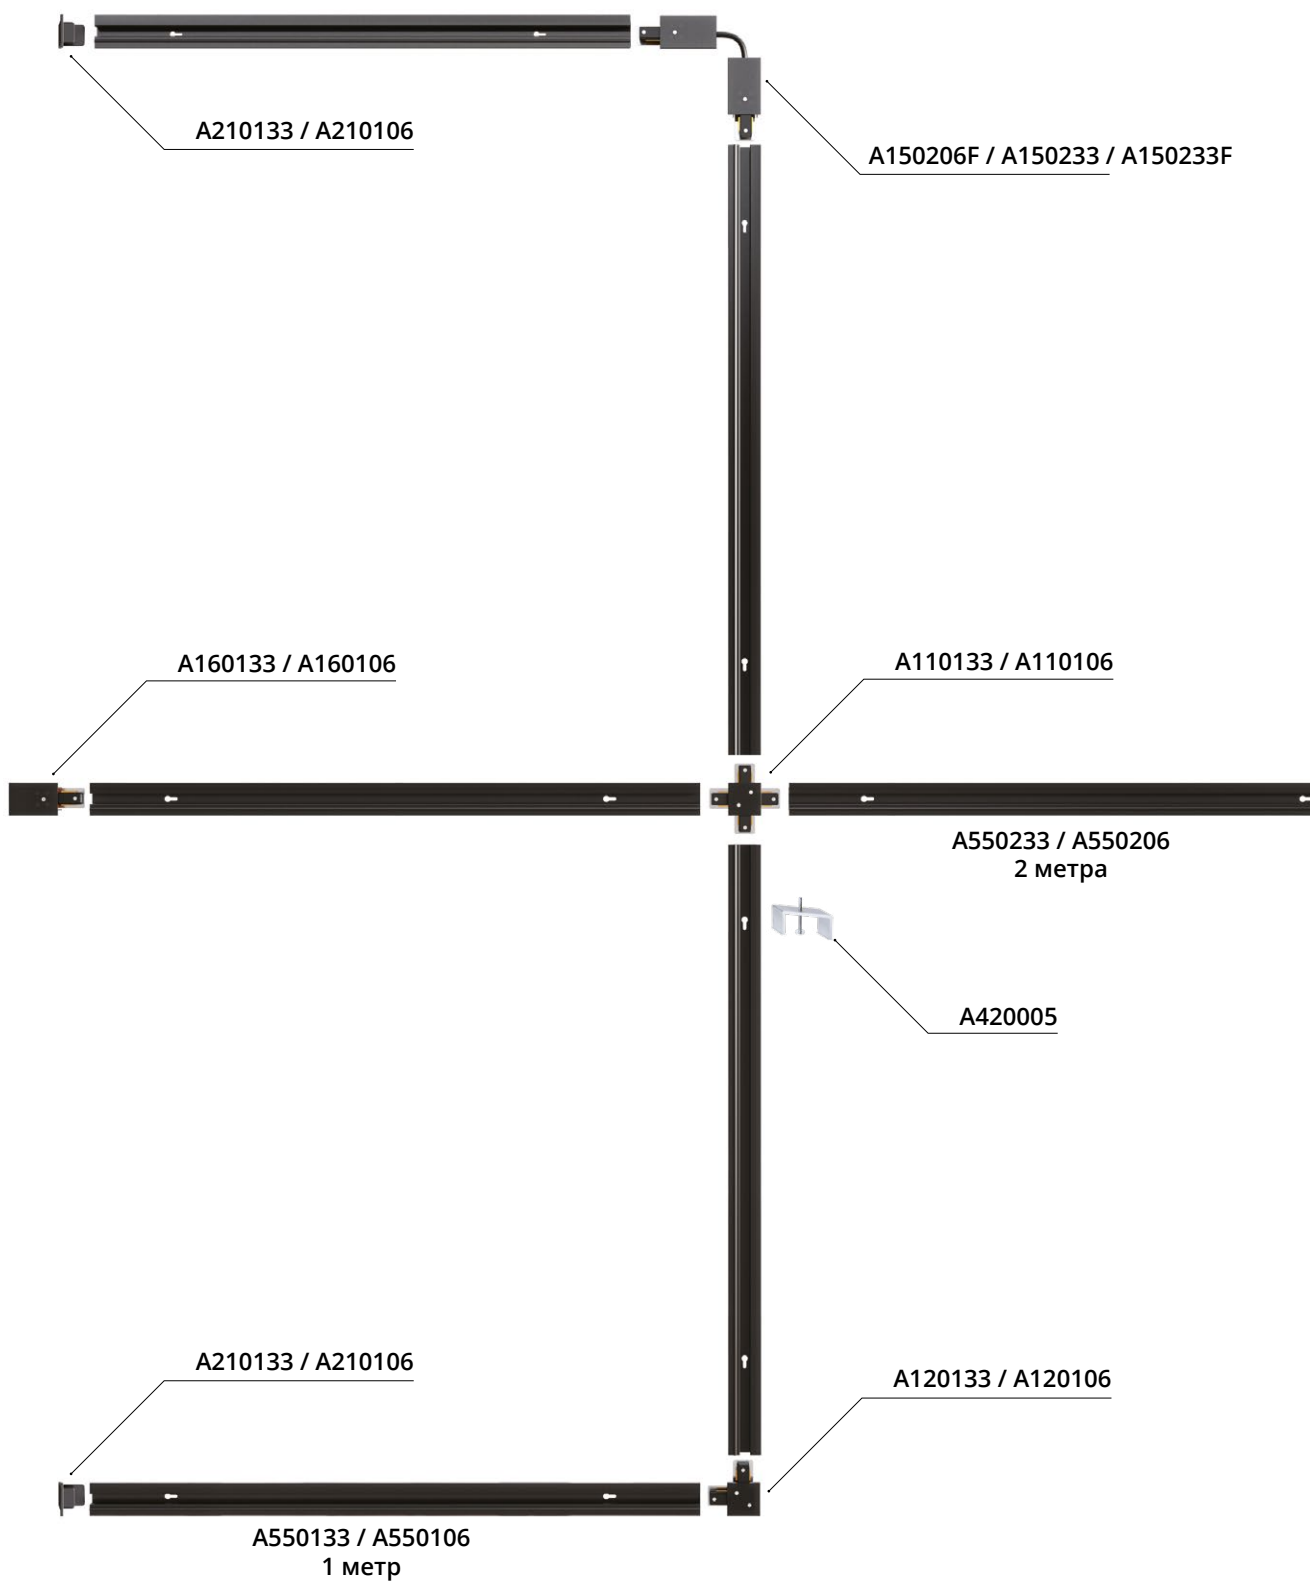 A210133 / A210106
A150206F / A150233 / A150233F
A160133 / A160106
A110133 / A110106
A550233 / A550206
2 метра
A420005
A210133 / A210106
A120133 / A120106
A550133 / A550106
1 метр